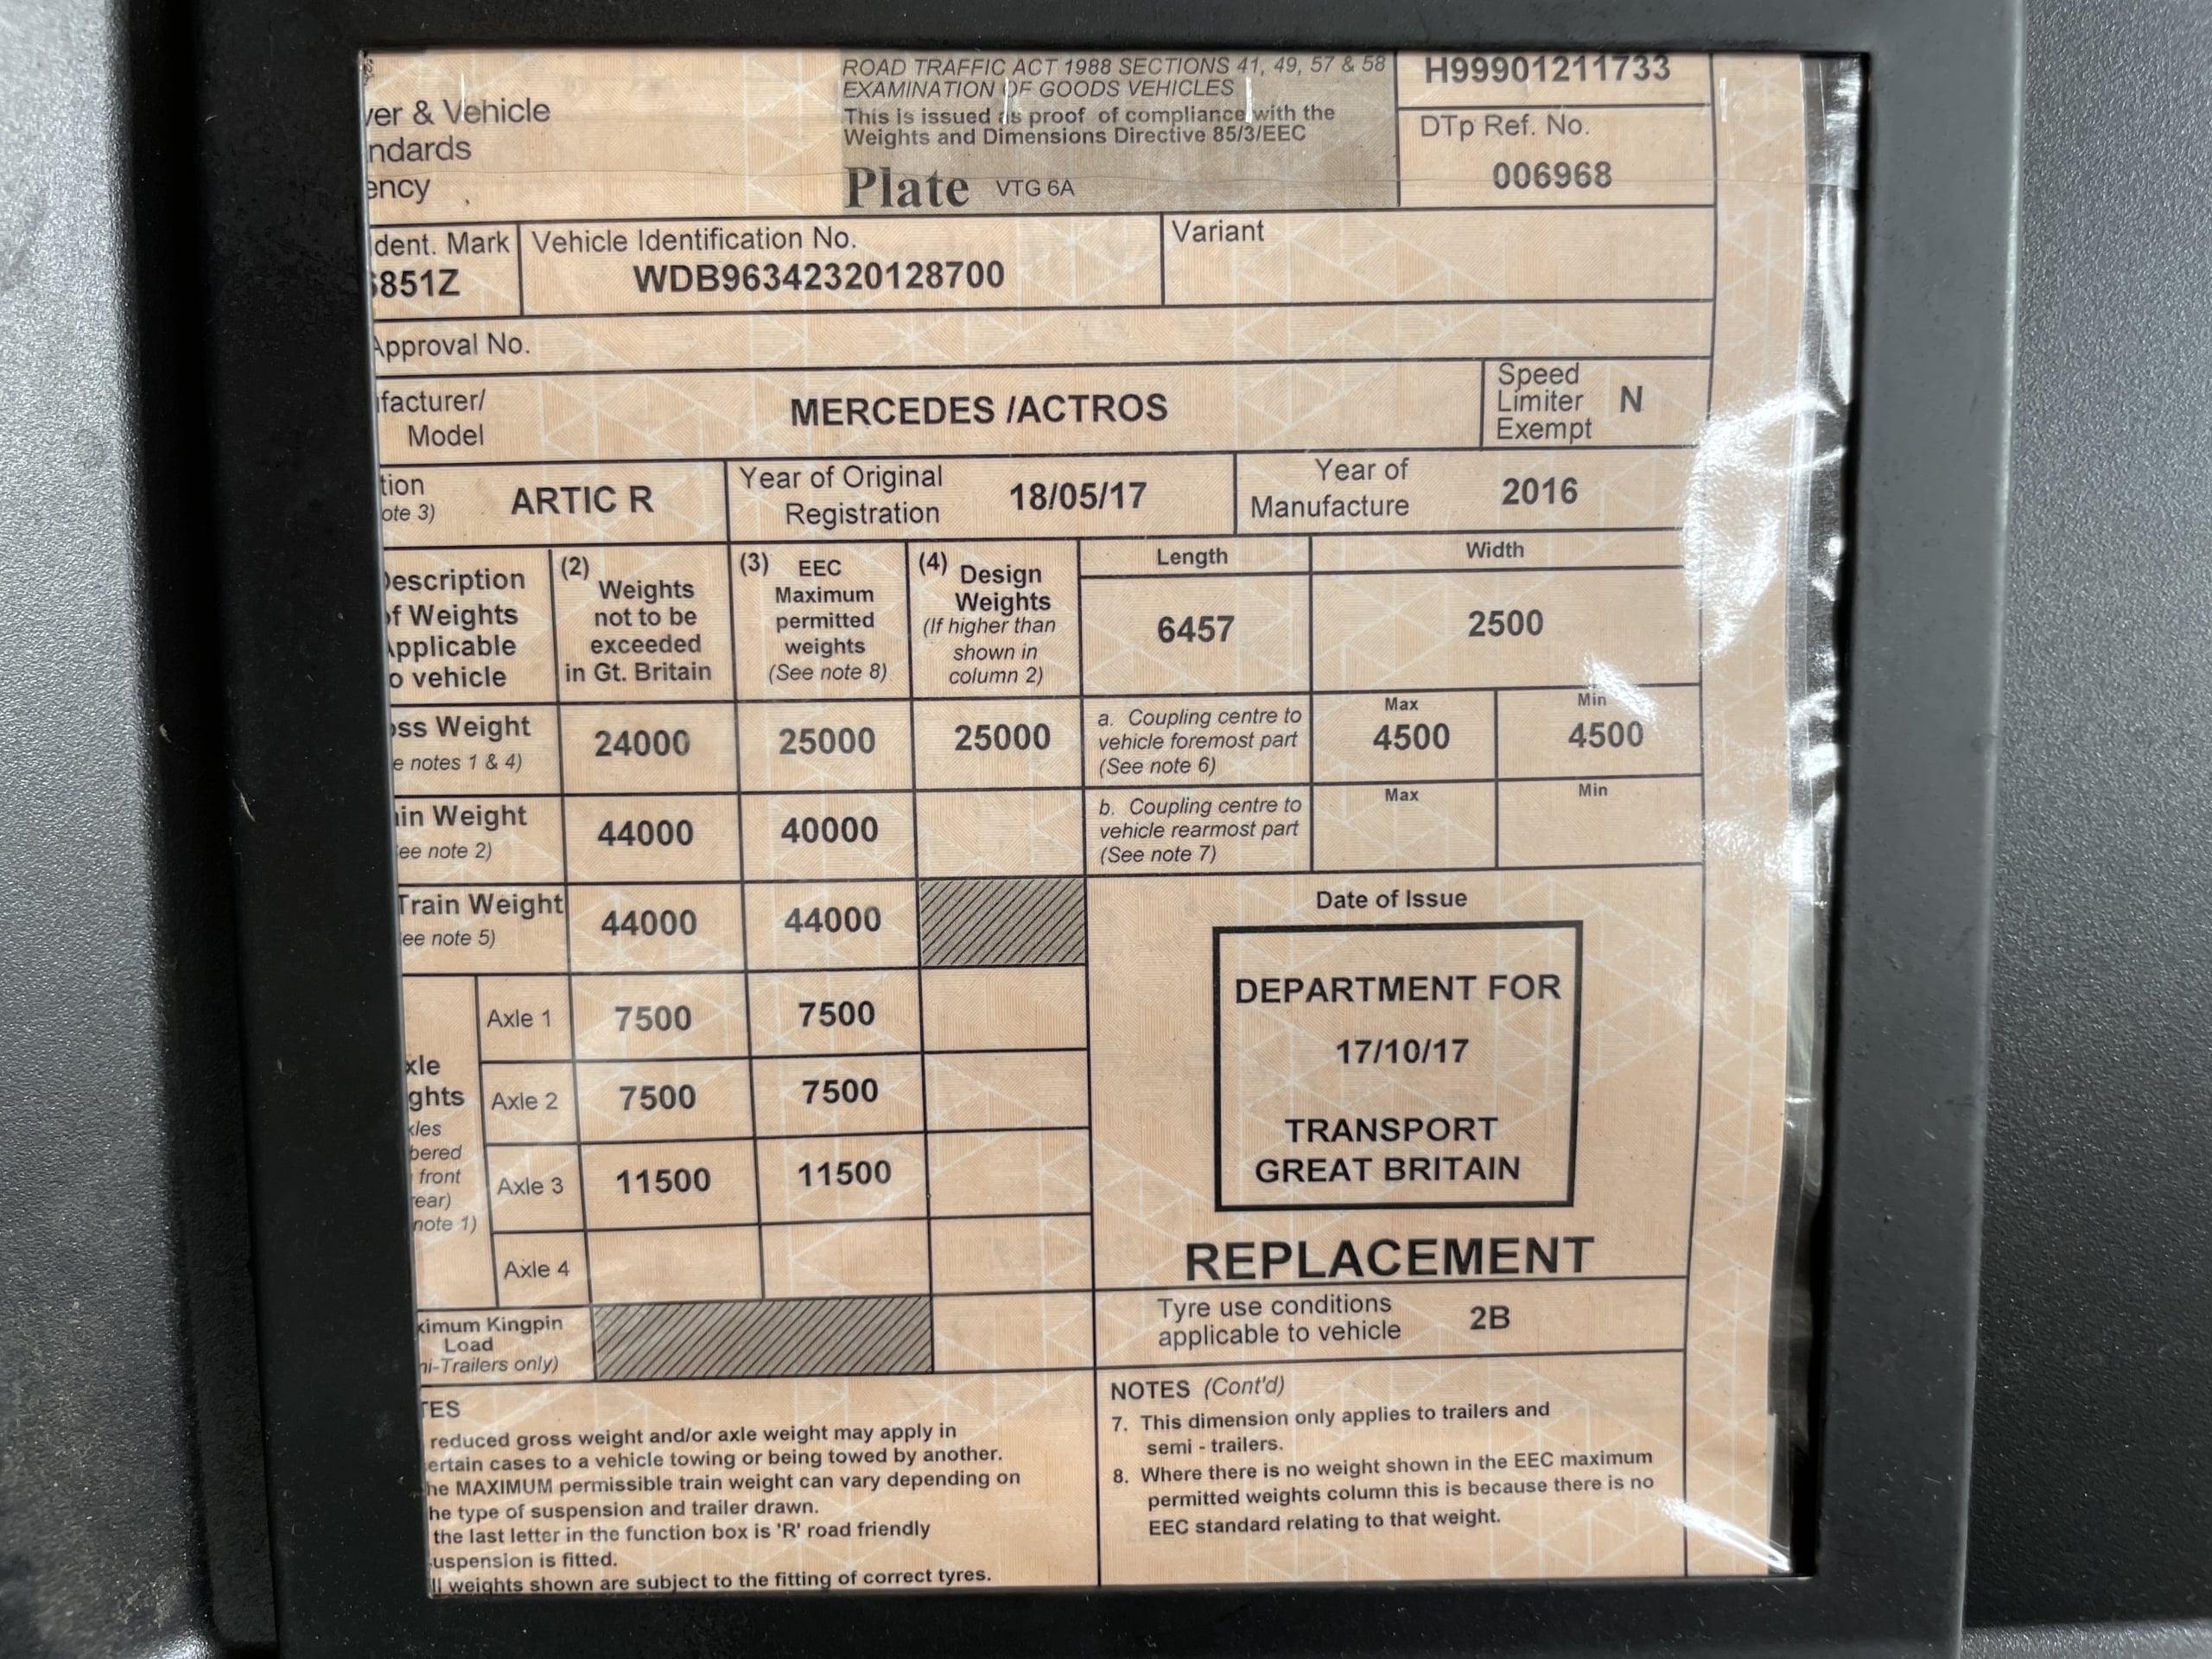 ver & Vehicle
ndards
ency
ROAD TRAFFIC ACT 1988 SECTIONS 41, 49, 57 & 58
EXAMINATION OF GOODS VEHICLES
This is issued as proof of compliance with the
Weights and Dimensions Directive 85/3/EEC
Plate VTG 6A
H99901211733
DTp Ref. No.
006968
dent. Mark
6851Z
Vehicle Identification No.
WDB96342320128700
Variant
Approval No.
facturer/
Model
MERCEDES /ACTROS
Speed
Limiter
Exempt
N
tion
ote 3)
ARTIC R
Year of Original
Registration
18/05/17
Year of
Manufacture
2016
Description
of Weights
Applicable
o vehicle
(2)
Weights
not to be
exceeded
in Gt. Britain
(3) EEC
Maximum
permitted
weights
(See note 8)
(4)
Design
Weights
(If higher than
shown in
column 2)
Length
6457
Width
2500
oss Weight
e notes 1 & 4)
24000
25000
25000
a. Coupling centre to
vehicle foremost part
(See note 6)
Max
4500
Min
4500
ain Weight
ee note 2)
44000
40000
b. Coupling centre to
vehicle rearmost part
(See note 7)
Max
Min
Train Weight
ee note 5)
44000
44000
Date of Issue
DEPARTMENT FOR
17/10/17
TRANSPORT
GREAT BRITAIN
REPLACEMENT
xle
ghts
xles
bered
front
rear)
note 1)
Axle 1
7500
7500
Axle 2
7500
7500
Axle 3
11500
11500
Axle 4
ximum Kingpin
Load
mi-Trailers only)
Tyre use conditions
applicable to vehicle
2B
TES
reduced gross weight and/or axle weight may apply in
ertain cases to a vehicle towing or being towed by another.
he MAXIMUM permissible train weight can vary depending on
he type of suspension and trailer drawn.
the last letter in the function box is 'R' road friendly
uspension is fitted.
ll weights shown are subject to the fitting of correct tyres.
NOTES (Cont'd)
7. This dimension only applies to trailers and
semi - trailers.
8. Where there is no weight shown in the EEC maximum
permitted weights column this is because there is no
EEC standard relating to that weight.